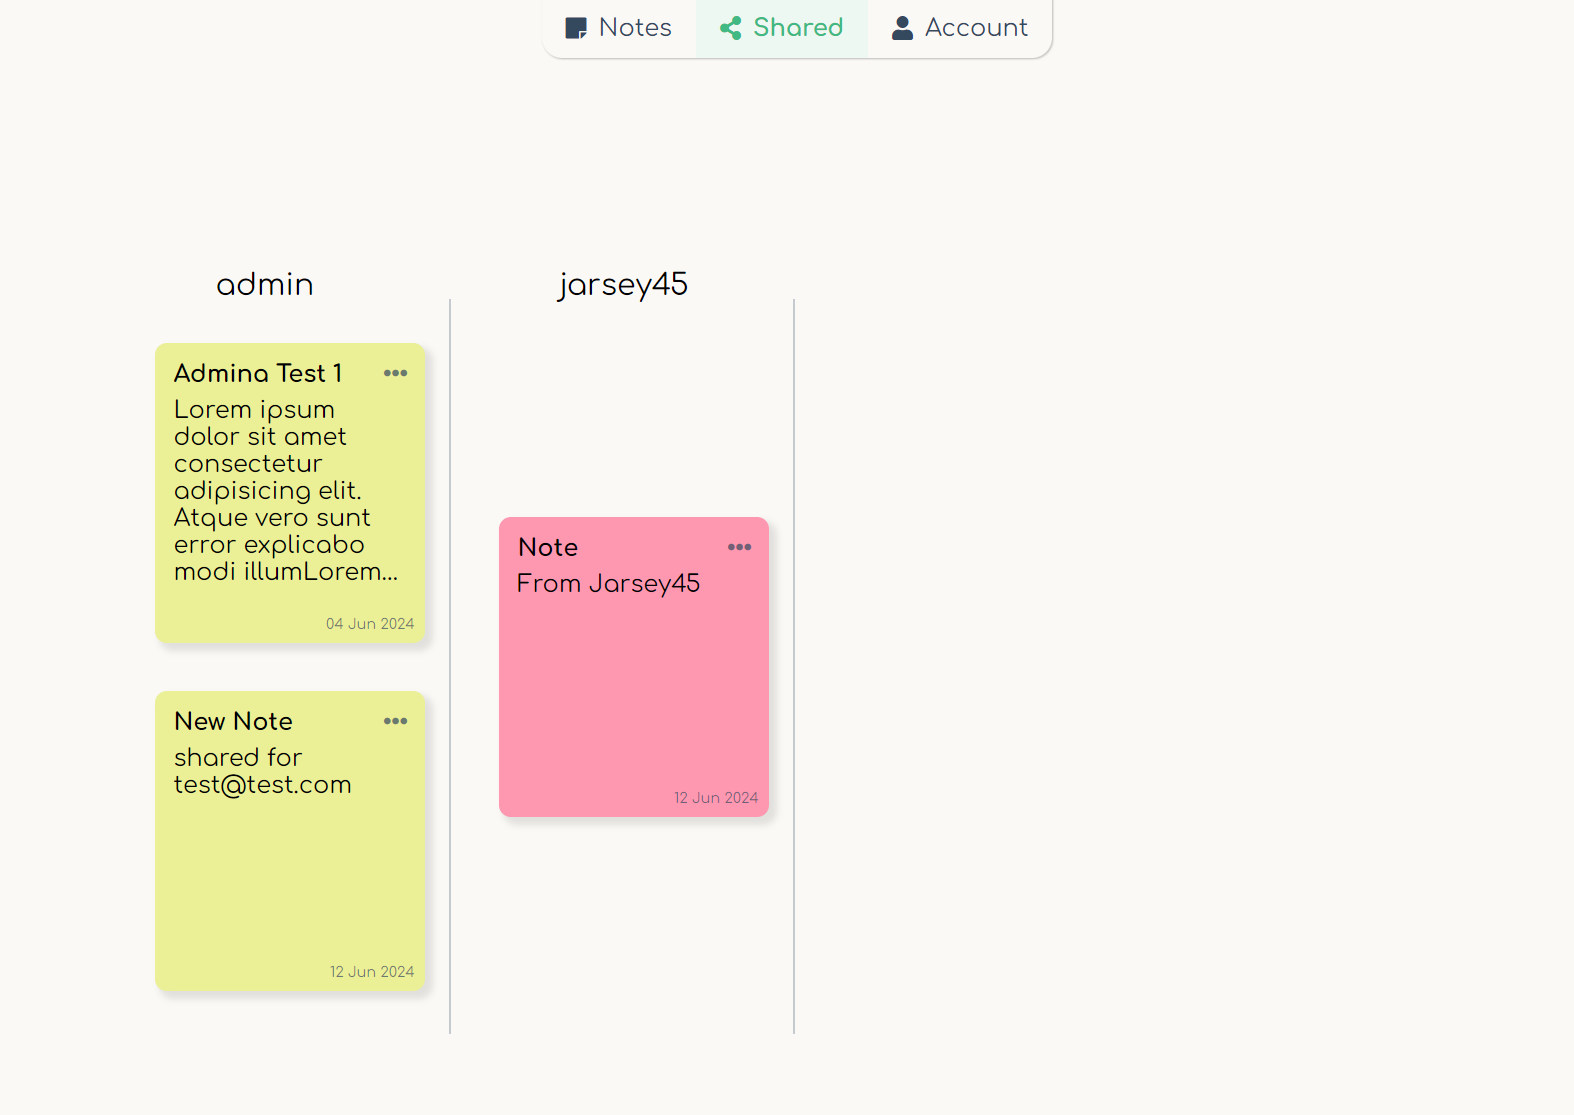 Notes
Shared
Account
admin
jarsey45
Admina Test 1
Lorem ipsum
dolor sit amet
consectetur
adipisicing elit.
Atque vero sunt
error explicabo
modi illumLorem...
04 Jun 2024
New Note
shared for
test@test.com
12 Jun 2024
Note
From Jarsey45
12 Jun 2024